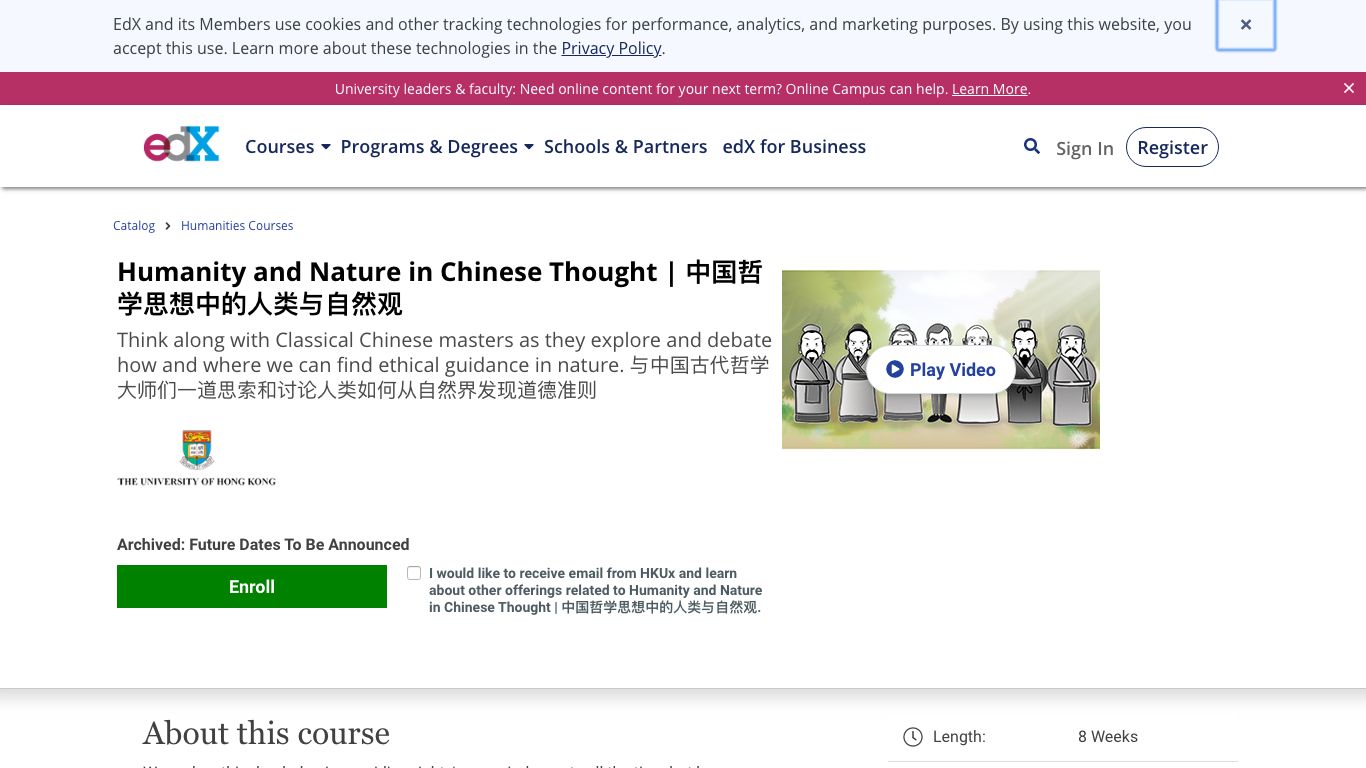 EdX and its Members use cookies and other tracking technologies for performance, analytics, and marketing purposes. By using this website, you
accept this use. Learn more about these technologies in the Privacy Policy.
×
University leaders & faculty: Need online content for your next term? Online Campus can help. Learn More.
×
edX
Courses
Programs & Degrees
Schools & Partners
edX for Business
Sign In
Register
Catalog
Humanities Courses
Humanity and Nature in Chinese Thought | 中国哲
学思想中的人类与自然观
Think along with Classical Chinese masters as they explore and debate
how and where we can find ethical guidance in nature. 与中国古代哲学
大师们一道思索和讨论人类如何从自然界发现道德准则
Play Video
THE UNIVERSITY OF HONG KONG
Archived: Future Dates To Be Announced
Enroll
I would like to receive email from HKUx and learn
about other offerings related to Humanity and Nature
in Chinese Thought | 中国哲学思想中的人类与自然观.
About this course
Length:
8 Weeks